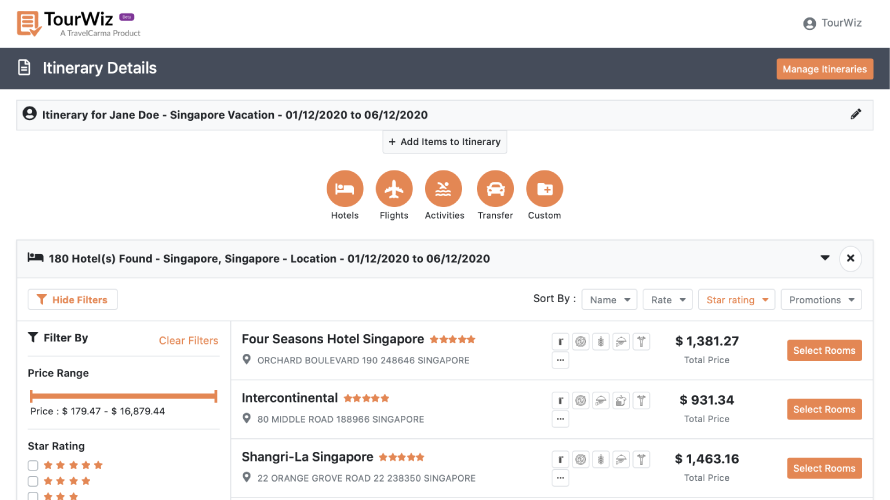 TourWiz Beta
A TravelCarma Product
TourWiz
Itinerary Details
Manage Itineraries
Itinerary for Jane Doe - Singapore Vacation - 01/12/2020 to 06/12/2020
+ Add Items to Itinerary
Hotels
Flights
Activities
Transfer
Custom
180 Hotel(s) Found - Singapore, Singapore - Location - 01/12/2020 to 06/12/2020
Hide Filters
Sort By :
Name
Rate
Star rating
Promotions
Filter By
Clear Filters
Price Range
Price : $ 179.47 - $ 16,879.44
Star Rating
Four Seasons Hotel Singapore
ORCHARD BOULEVARD 190 248646 SINGAPORE
$ 1,381.27
Total Price
Select Rooms
Intercontinental
80 MIDDLE ROAD 188966 SINGAPORE
$ 931.34
Total Price
Select Rooms
Shangri-La Singapore
22 ORANGE GROVE ROAD 22 238350 SINGAPORE
$ 1,463.16
Total Price
Select Rooms